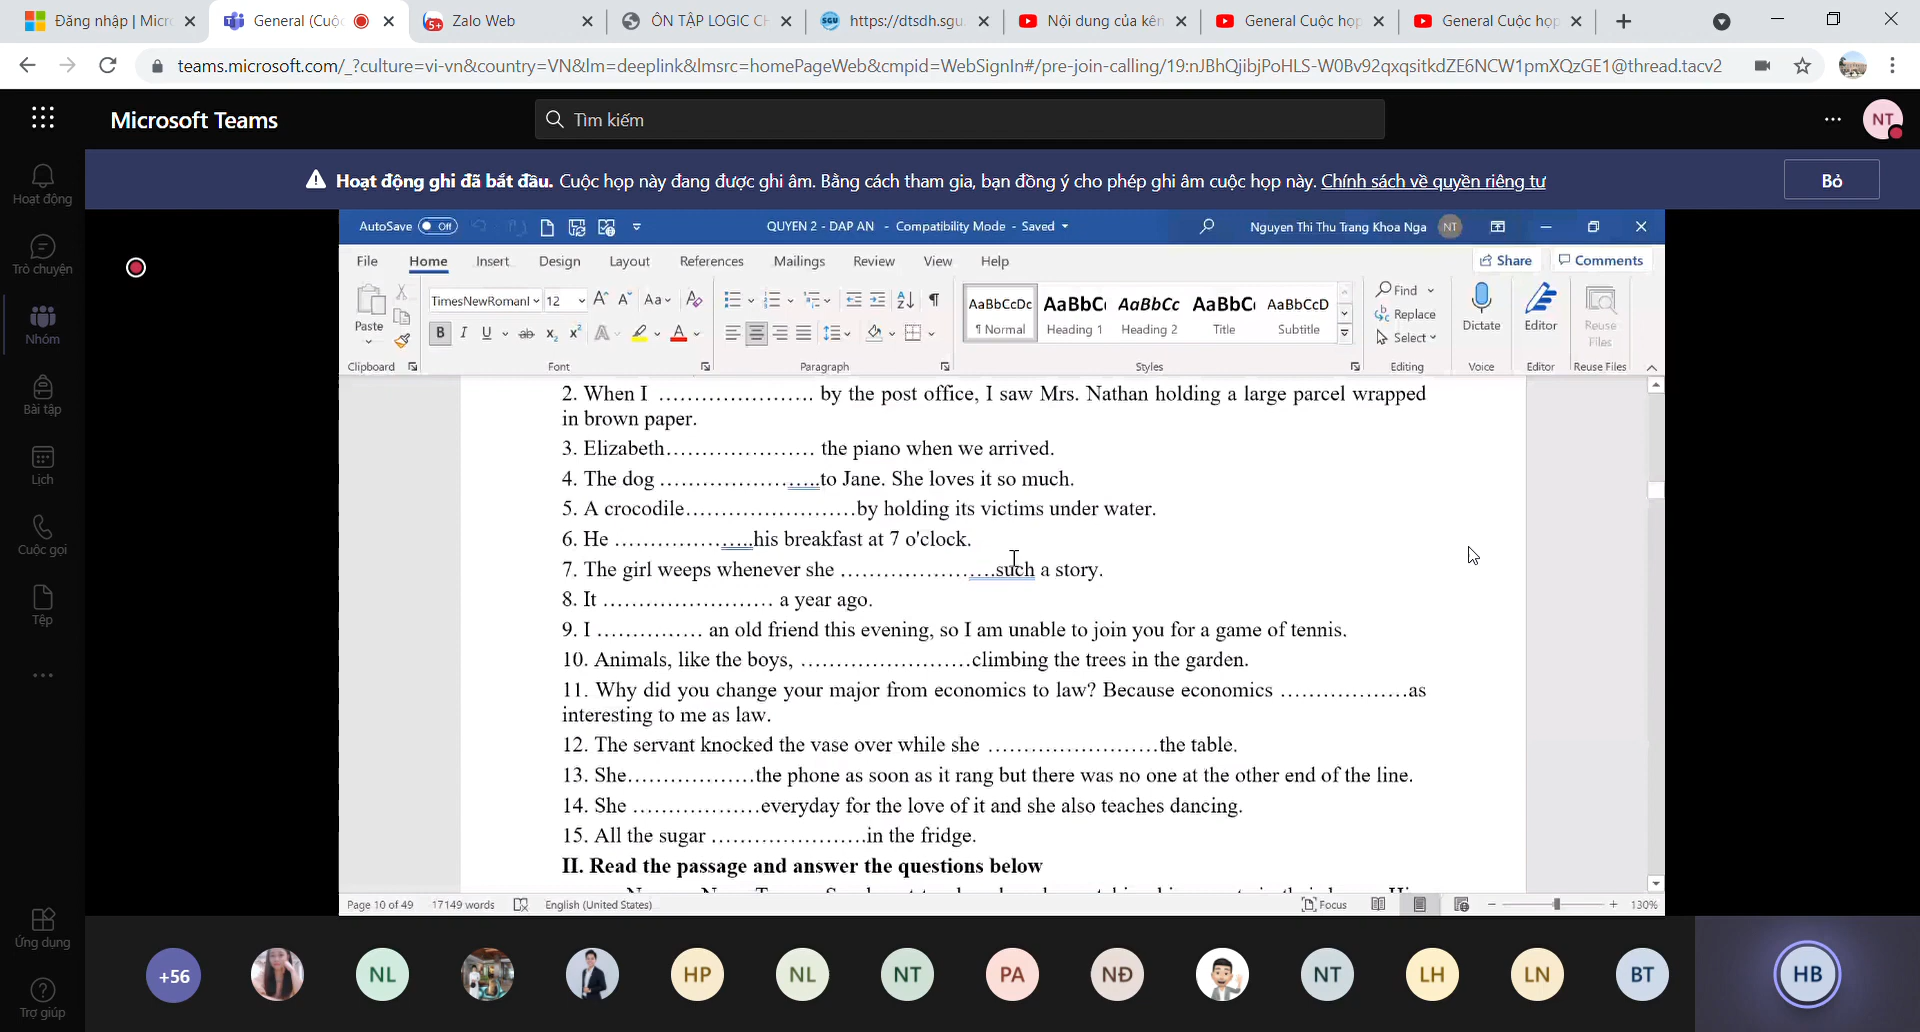 Đăng nhập | Micr
General (Cuộ
Zalo Web
ÔN TẬP LOGIC CH
https://dtsdh.sgu.
Nội dung của kên
General Cuộc họp
General Cuộc họp
teams.microsoft.com/_?culture=vi-vn&country=VN&lm=deeplink&lmsrc=homePageWeb&cmpid=WebSignIn#/pre-join-calling/19:nJBhQjibjPoHLS-W0Bv92qxqsitkdZE6NCW1pmXQzGE1@thread.tacv2
Microsoft Teams
Tìm kiếm
NT
Hoạt động ghi đã bắt đầu. Cuộc họp này đang được ghi âm. Bằng cách tham gia, bạn đồng ý cho phép ghi âm cuộc họp này. Chính sách về quyền riêng tư
Bỏ
Hoạt động
Trò chuyện
Nhóm
Bài tập
Lịch
Cuộc gọi
Tệp
Ứng dụng
Trợ giúp
AutoSave Off
QUYEN 2 - DAP AN - Compatibility Mode - Saved
Nguyen Thi Thu Trang Khoa Nga NT
File Home Insert Design Layout References Mailings Review View Help
Share Comments
Paste
TimesNewRomanI 12
AaBbCcDc AaBbC AaBbCc AaBbC AaBbCcD
¶ Normal Heading 1 Heading 2 Title Subtitle
Find
Replace
Select
Dictate
Editor
Reuse Files
Clipboard Font Paragraph Styles Editing Voice Editor Reuse Files
2. When I …………………. by the post office, I saw Mrs. Nathan holding a large parcel wrapped
in brown paper.
3. Elizabeth………………… the piano when we arrived.
4. The dog …………………..…..to Jane. She loves it so much.
5. A crocodile……………………by holding its victims under water.
6. He ………………..his breakfast at 7 o'clock.
7. The girl weeps whenever she ………………….such a story.
8. It …………………… a year ago.
9. I …………… an old friend this evening, so I am unable to join you for a game of tennis.
10. Animals, like the boys, ……………………climbing the trees in the garden.
11. Why did you change your major from economics to law? Because economics ………………as
interesting to me as law.
12. The servant knocked the vase over while she ……………………the table.
13. She………………the phone as soon as it rang but there was no one at the other end of the line.
14. She ………………everyday for the love of it and she also teaches dancing.
15. All the sugar ………………….in the fridge.
II. Read the passage and answer the questions below
Page 10 of 49 17149 words English (United States)
Focus 130%
+56
NL
HP
NL
NT
PA
NĐ
NT
LH
LN
BT
HB